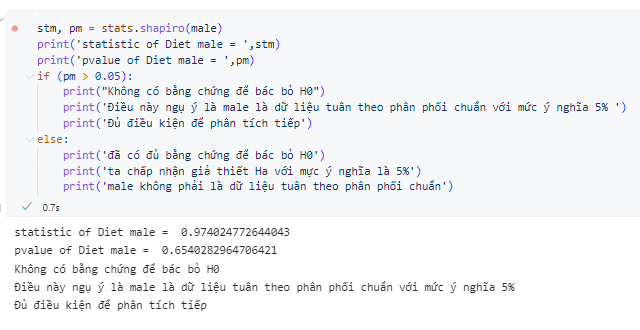 stm, pm = stats.shapiro(male)
print('statistic of Diet male = ',stm)
print('pvalue of Diet male = ',pm)
if (pm > 0.05):
    print("Không có bằng chứng để bác bỏ H0")
    print('Điều này ngụ ý là male là dữ liệu tuân theo phân phối chuẩn với mức ý nghĩa 5% ')
    print('Đủ điều kiện để phân tích tiếp')
else:
    print('đã có đủ bằng chứng để bác bỏ H0')
    print('ta chấp nhận giả thiết Ha với mực ý nghĩa là 5%')
    print('male không phải là dữ liệu tuân theo phân phối chuẩn')
0.7s
statistic of Diet male =  0.974024772644043
pvalue of Diet male =  0.6540282964706421
Không có bằng chứng để bác bỏ H0
Điều này ngụ ý là male là dữ liệu tuân theo phân phối chuẩn với mức ý nghĩa 5%
Đủ điều kiện để phân tích tiếp